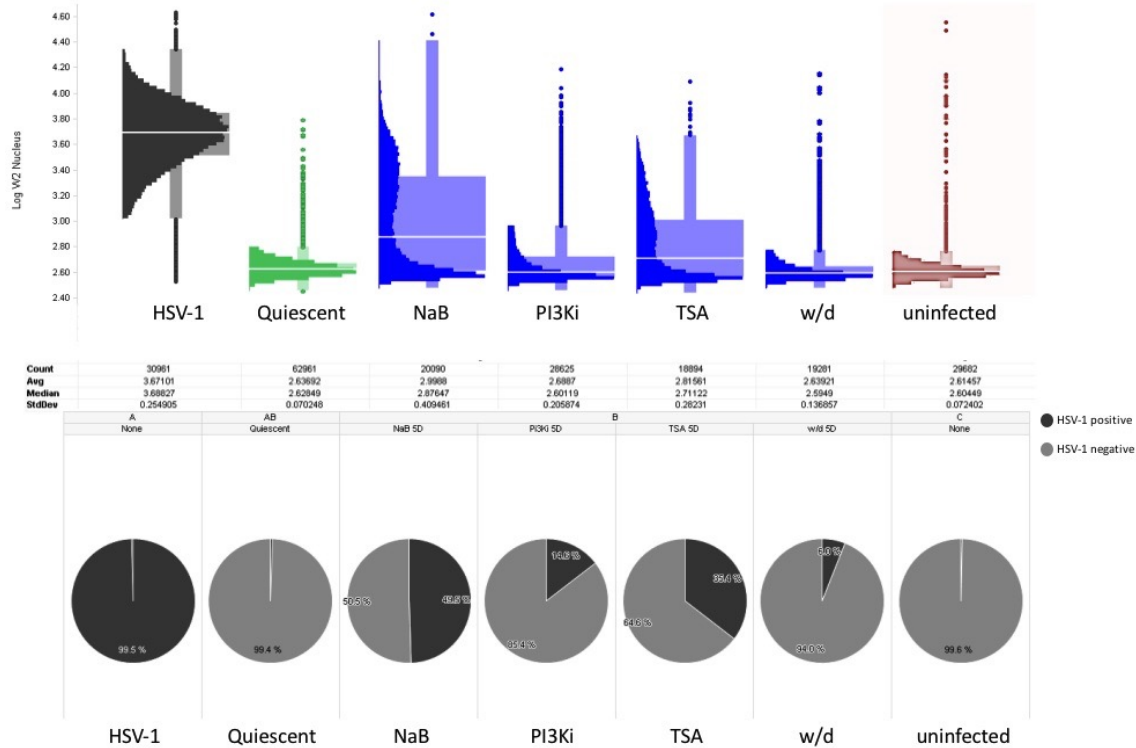 4.60
4.40
4.20
4.00
3.80
3.60
3.40
3.20
3.00
2.80
2.60
2.40
Log W2 Nucleus
HSV-1 Quiescent NaB PI3Ki TSA w/d uninfected
Count 30961 62961 20090 28625 18894 19281 29682
Avg 3.67101 2.63692 2.9988 2.6887 2.81561 2.63921 2.61457
Median 3.68827 2.62849 2.87647 2.60119 2.71122 2.5949 2.60449
StdDev 0.254905 0.070248 0.409461 0.205874 0.28231 0.136857 0.072402
A AB B C
None Quiescent NaB 5D PI3Ki 5D TSA 5D w/d 5D None
HSV-1 positive
HSV-1 negative
99.5 % 99.4 % 50.5 % 49.5 % 14.6 % 85.4 % 35.4 % 64.6 % 94.0 % 99.6 %
HSV-1 Quiescent NaB PI3Ki TSA w/d uninfected